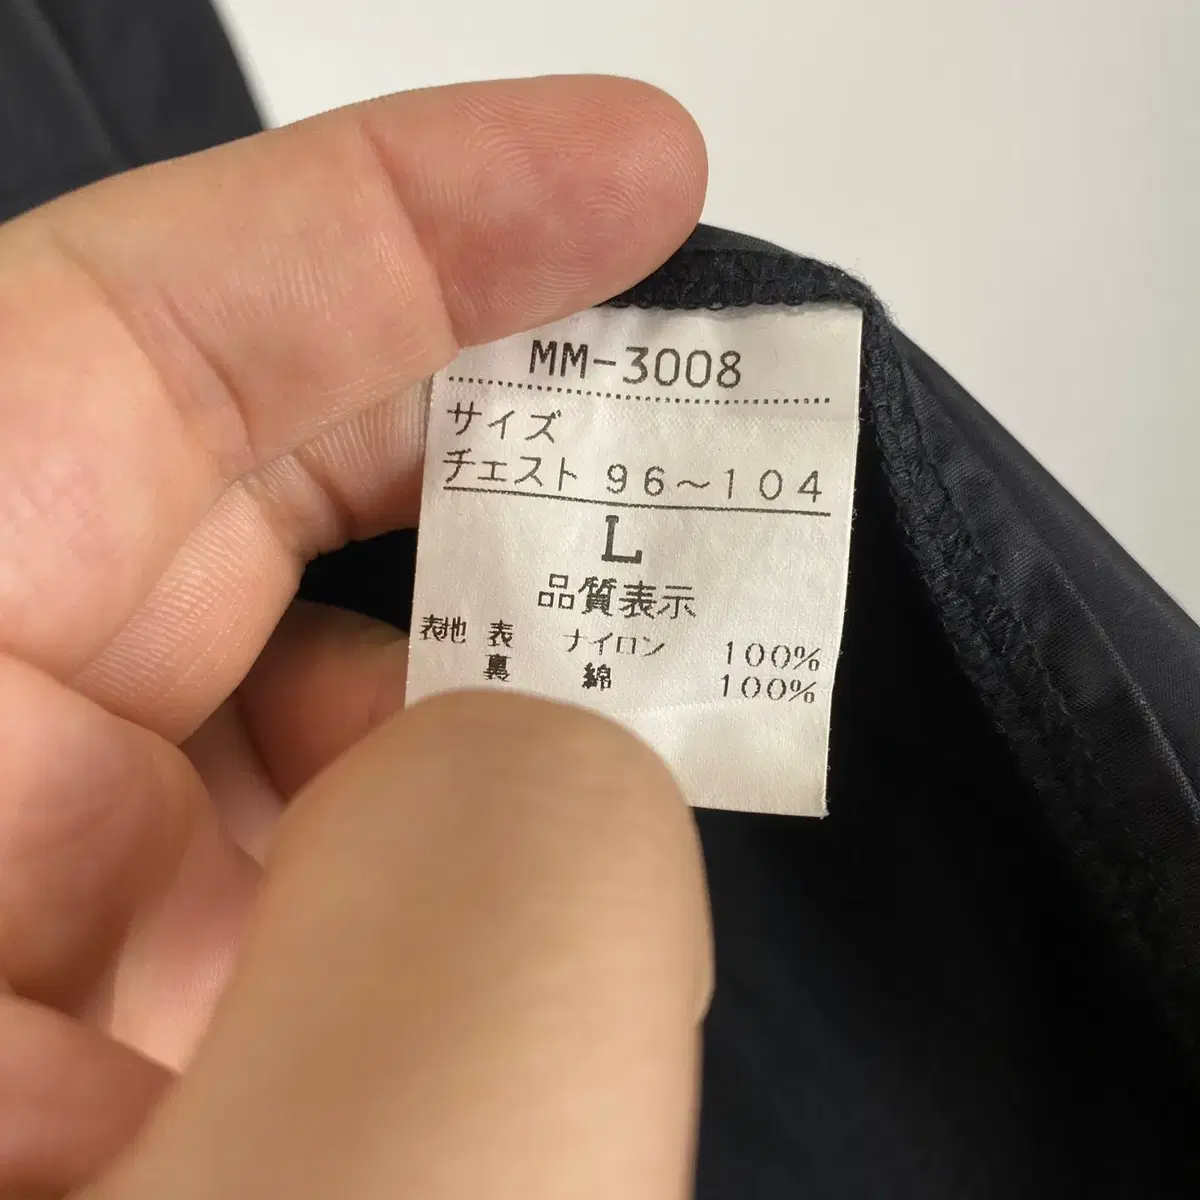 MM-3008
サイズ
チェスト 96～104
L
品質表示
表地 表 ナイロン 100%
裏 綿 100%